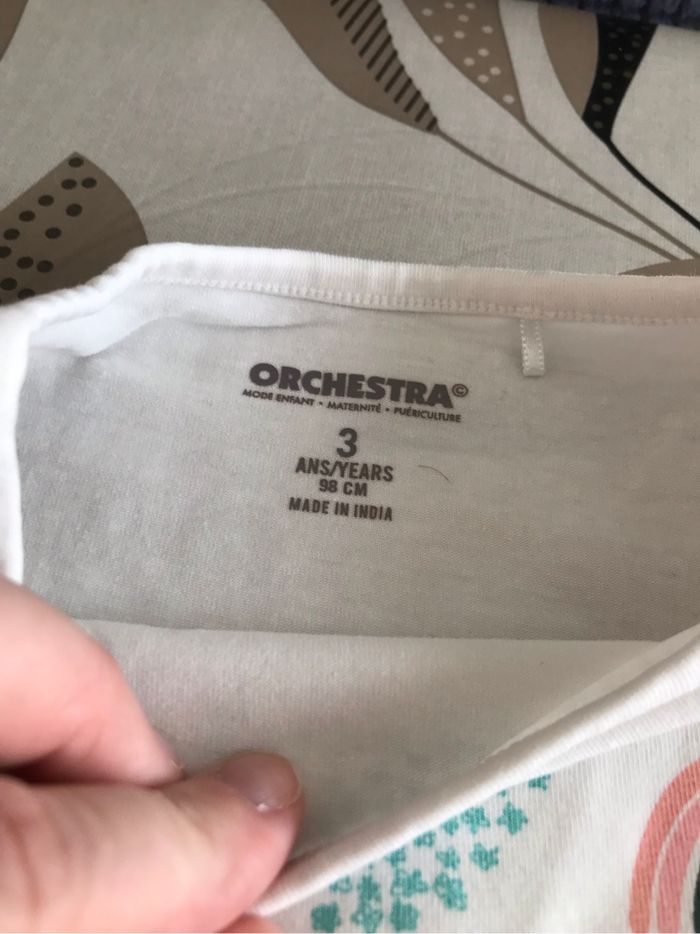 ORCHESTRA©
MODE ENFANT • MATERNITÉ • PUÉRICULTURE
3
ANS/YEARS
98 CM
MADE IN INDIA